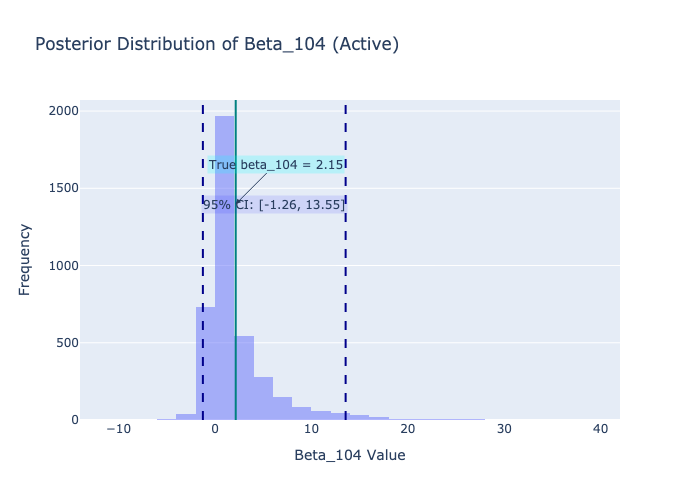 Posterior Distribution of Beta_104 (Active)
2000
1500
1000
500
0
Frequency
True beta_104 = 2.15
95% CI: [-1.26, 13.55]
−10
0
10
20
30
40
Beta_104 Value